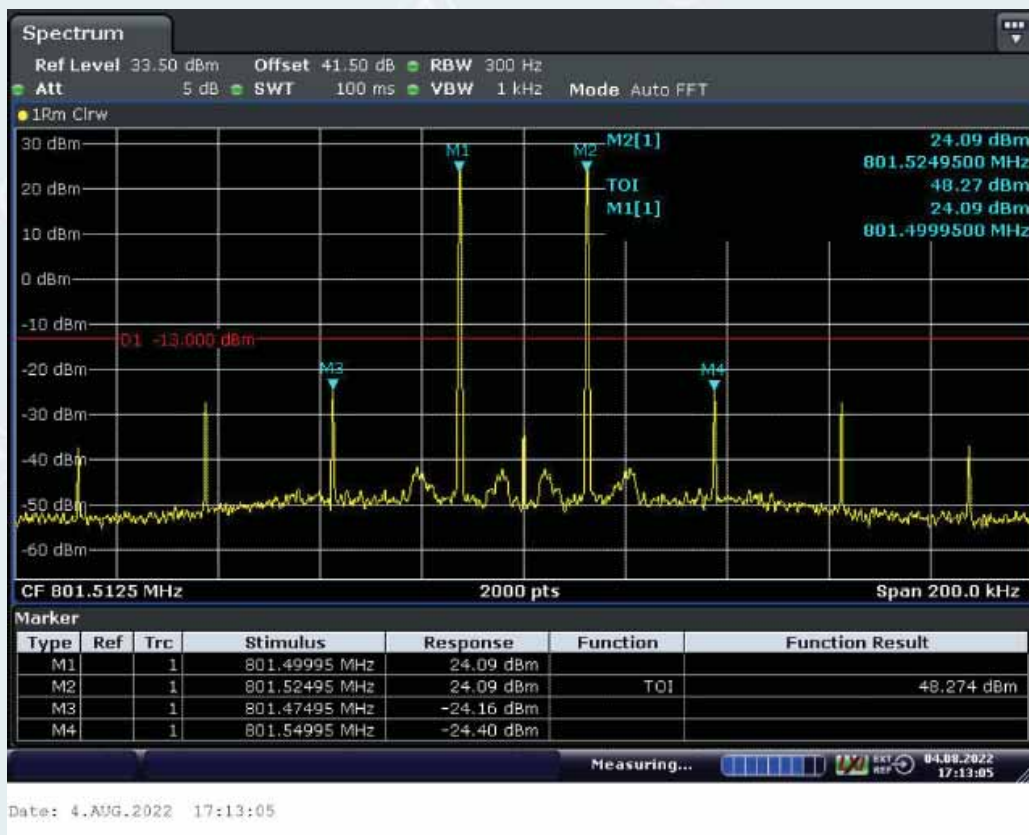 Spectrum
Ref Level 33.50 dBm Offset 41.50 dB RBW 300 Hz
Att 5 dB SWT 100 ms VBW 1 kHz Mode Auto FFT
1Rm Clrw
30 dBm
M1
M2
M2[1] 24.09 dBm
801.5249500 MHz
20 dBm
TOI 48.27 dBm
M1[1] 24.09 dBm
10 dBm
801.4999500 MHz
0 dBm
-10 dBm
D1 -13.000 dBm
-20 dBm
M3
M4
-30 dBm
-40 dBm
-50 dBm
-60 dBm
CF 801.5125 MHz 2000 pts Span 200.0 kHz
Marker
Type Ref Trc Stimulus Response Function Function Result
M1 1 801.49995 MHz 24.09 dBm
M2 1 801.52495 MHz 24.09 dBm TOI 48.274 dBm
M3 1 801.47495 MHz -24.16 dBm
M4 1 801.54995 MHz -24.40 dBm
Measuring... LXI EXT REF 04.08.2022
17:13:05
Date: 4.AUG.2022 17:13:05